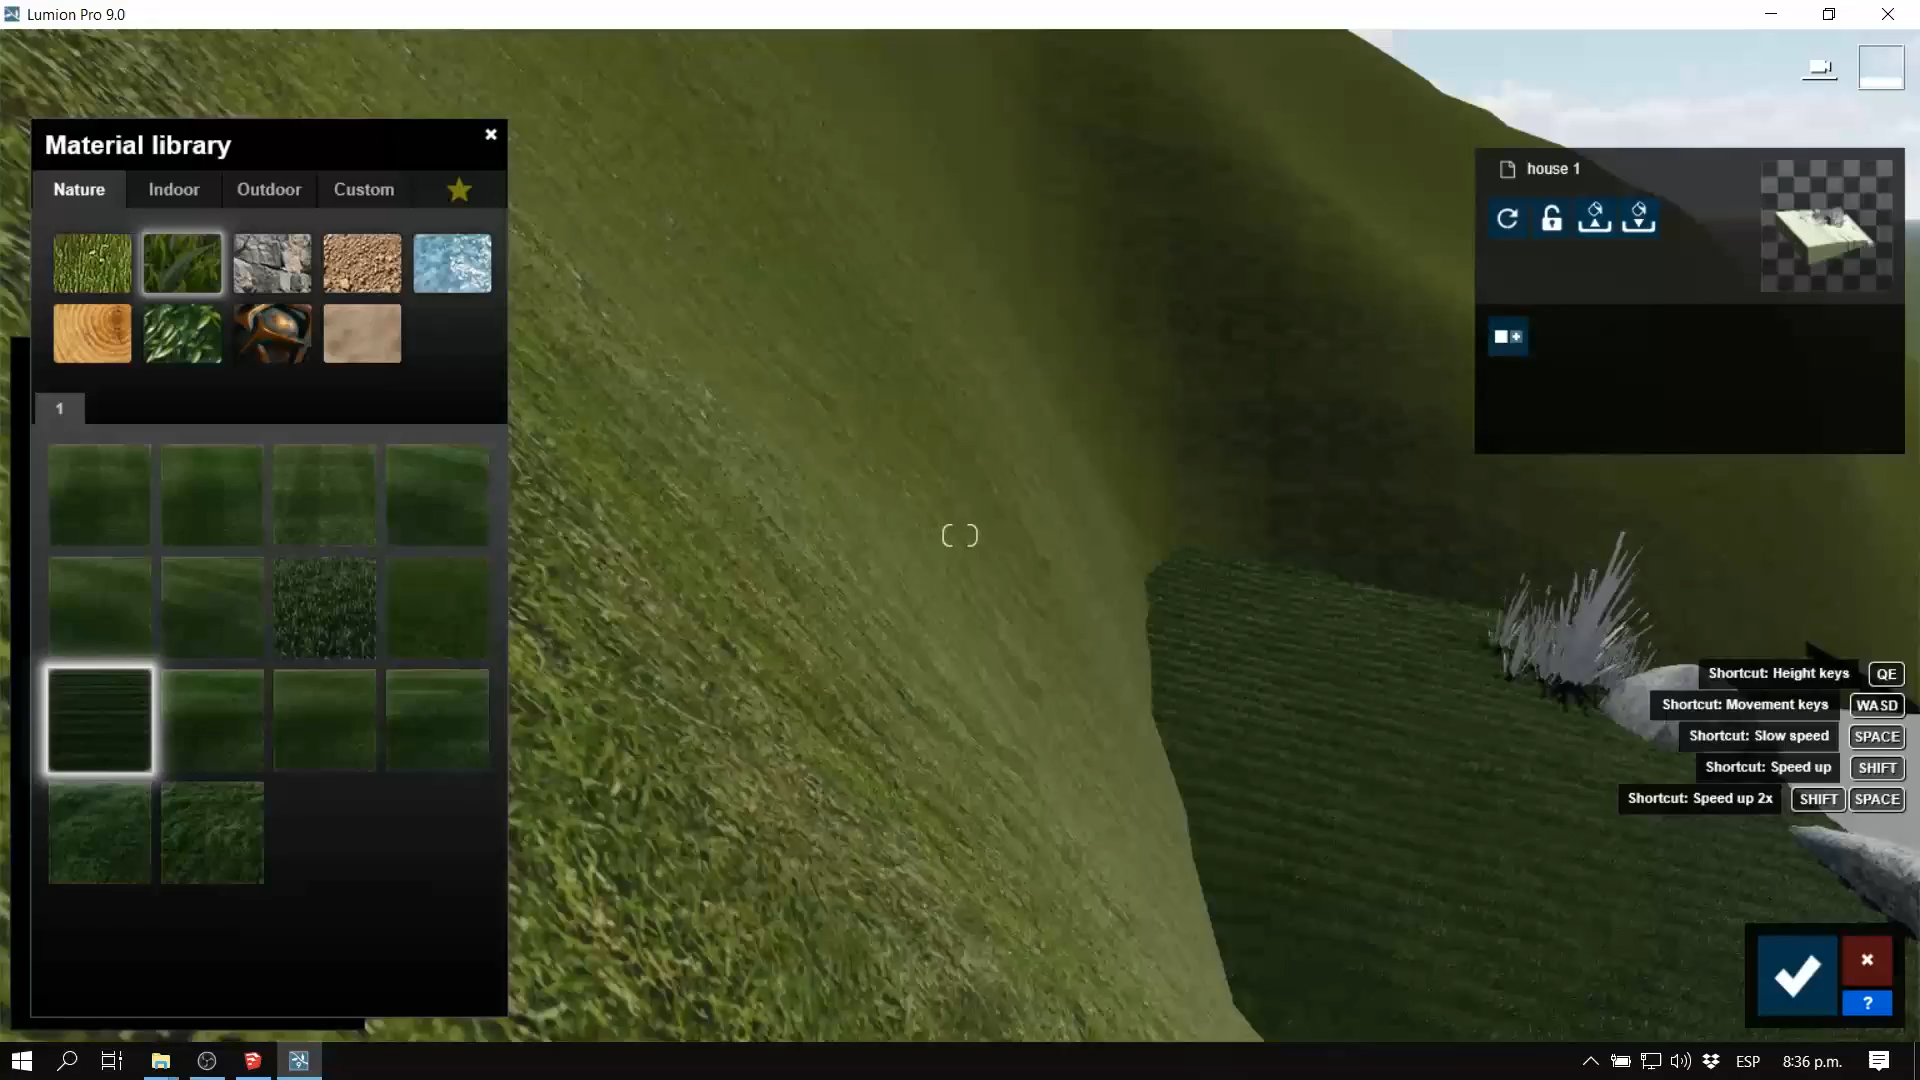 Lumion Pro 9.0
Material library
Nature
Indoor
Outdoor
Custom
1
house 1
Shortcut: Height keys QE
Shortcut: Movement keys WASD
Shortcut: Slow speed SPACE
Shortcut: Speed up SHIFT
Shortcut: Speed up 2x SHIFT SPACE
?
9
ESP
8:36 p.m.